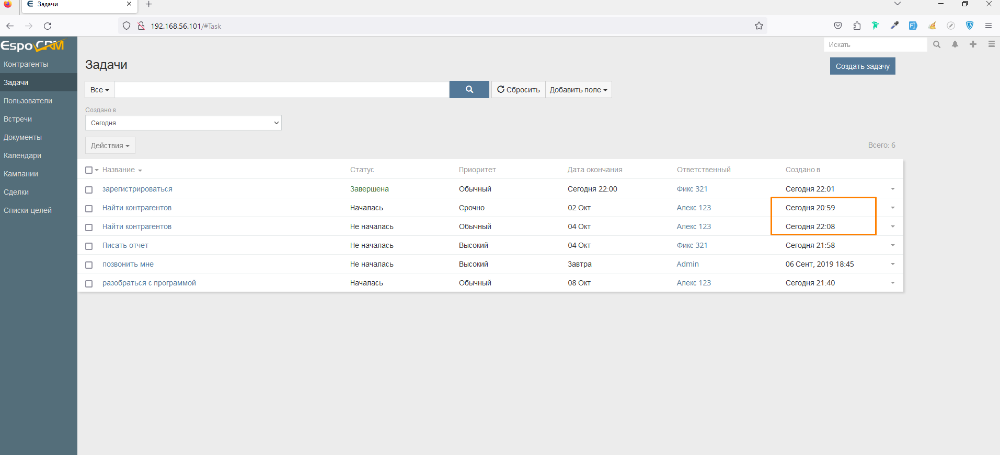 Задачи
192.168.56.101/#Task
EspoCRM
Искать
Контрагенты
Задачи
Пользователи
Встречи
Документы
Календари
Кампании
Сделки
Списки целей
Задачи
Создать задачу
Все
Сбросить
Добавить поле
Создано в
Сегодня
Действия
Всего: 6
Название Статус Приоритет Дата окончания Ответственный Создано в
зарегистрироваться Завершена Обычный Сегодня 22:00 Фикс 321 Сегодня 22:01
Найти контрагентов Началась Срочно 02 Окт Алекс 123 Сегодня 20:59
Найти контрагентов Не началась Обычный 04 Окт Алекс 123 Сегодня 22:08
Писать отчет Не началась Высокий 04 Окт Фикс 321 Сегодня 21:58
позвонить мне Не началась Высокий Завтра Admin 06 Сент, 2019 18:45
разобраться с программой Началась Обычный 08 Окт Алекс 123 Сегодня 21:40